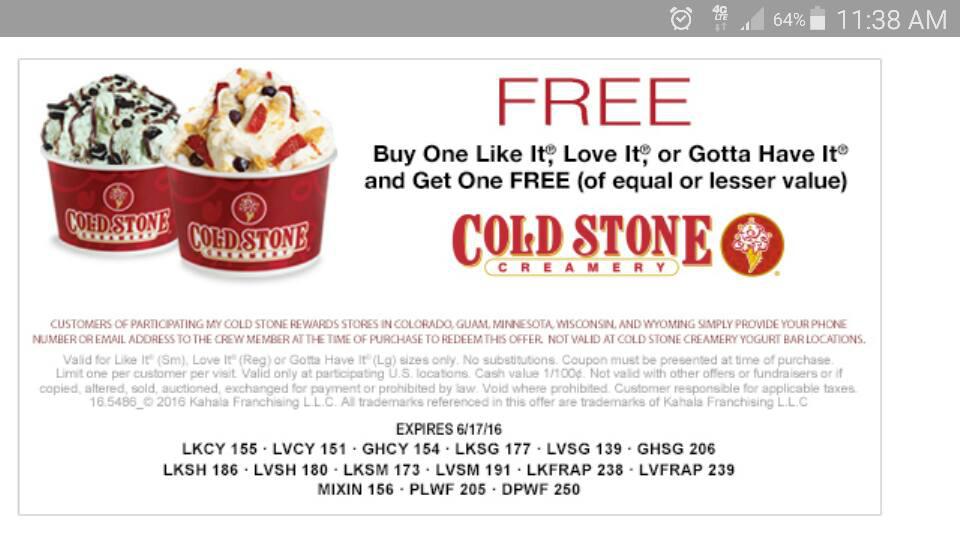 4G LTE 64% 11:38 AM
COLD STONE
CREAMERY
COLD STONE
CREAMERY
FREE
Buy One Like It®, Love It®, or Gotta Have It®
and Get One FREE (of equal or lesser value)
COLD STONE
CREAMERY
CUSTOMERS OF PARTICIPATING MY COLD STONE REWARDS STORES IN COLORADO, GUAM, MINNESOTA, WISCONSIN, AND WYOMING SIMPLY PROVIDE YOUR PHONE
NUMBER OR EMAIL ADDRESS TO THE CREW MEMBER AT THE TIME OF PURCHASE TO REDEEM THIS OFFER. NOT VALID AT COLD STONE CREAMERY YOGURT BAR LOCATIONS.
Valid for Like It® (Sm), Love It® (Reg) or Gotta Have It® (Lg) sizes only. No substitutions. Coupon must be presented at time of purchase.
Limit one per customer per visit. Valid only at participating U.S. locations. Cash value 1/100¢. Not valid with other offers or fundraisers or if
copied, altered, sold, auctioned, exchanged for payment or prohibited by law. Void where prohibited. Customer responsible for applicable taxes.
16.5486_© 2016 Kahala Franchising L.L.C. All trademarks referenced in this offer are trademarks of Kahala Franchising L.L.C
EXPIRES 6/17/16
LKCY 155 · LVCY 151 · GHCY 154 · LKSG 177 · LVSG 139 · GHSG 206
LKSH 186 · LVSH 180 · LKSM 173 · LVSM 191 · LKFRAP 238 · LVFRAP 239
MIXIN 156 · PLWF 205 · DPWF 250